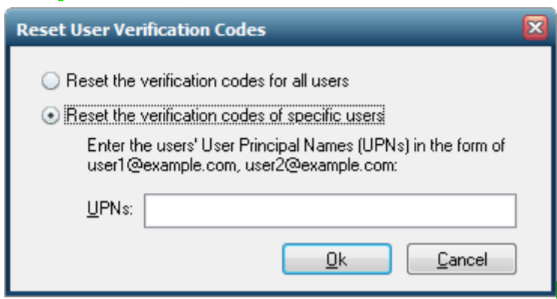 Reset User Verification Codes
Reset the verification codes for all users
Reset the verification codes of specific users
Enter the users' User Principal Names (UPNs) in the form of
user1@example.com, user2@example.com:
UPNs:
Ok Cancel